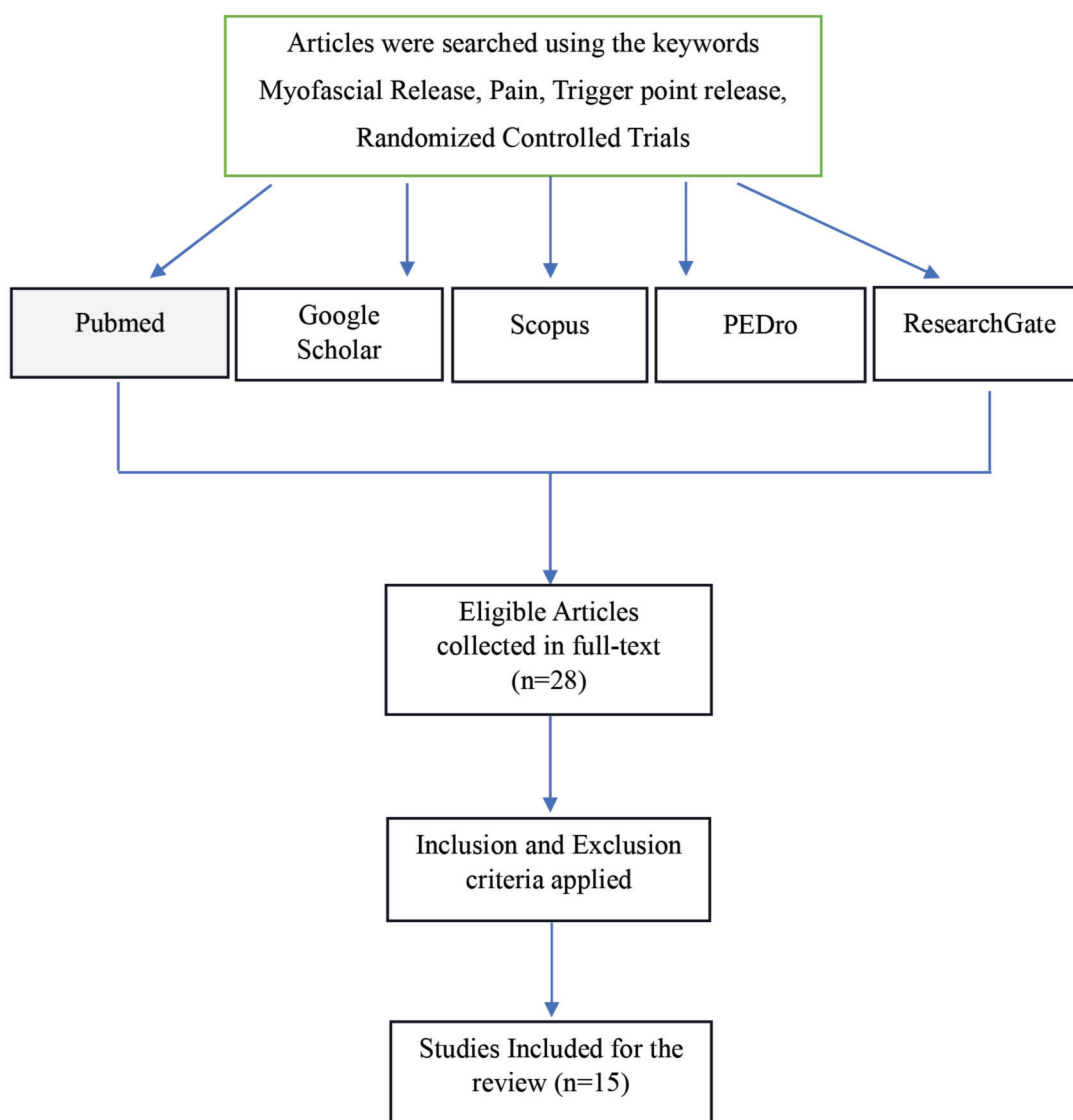 Articles were searched using the keywords
Myofascial Release, Pain, Trigger point release,
Randomized Controlled Trials
Pubmed
Google
Scholar
Scopus
PEDro
ResearchGate
Eligible Articles
collected in full-text
(n=28)
Inclusion and Exclusion
criteria applied
Studies Included for the
review (n=15)